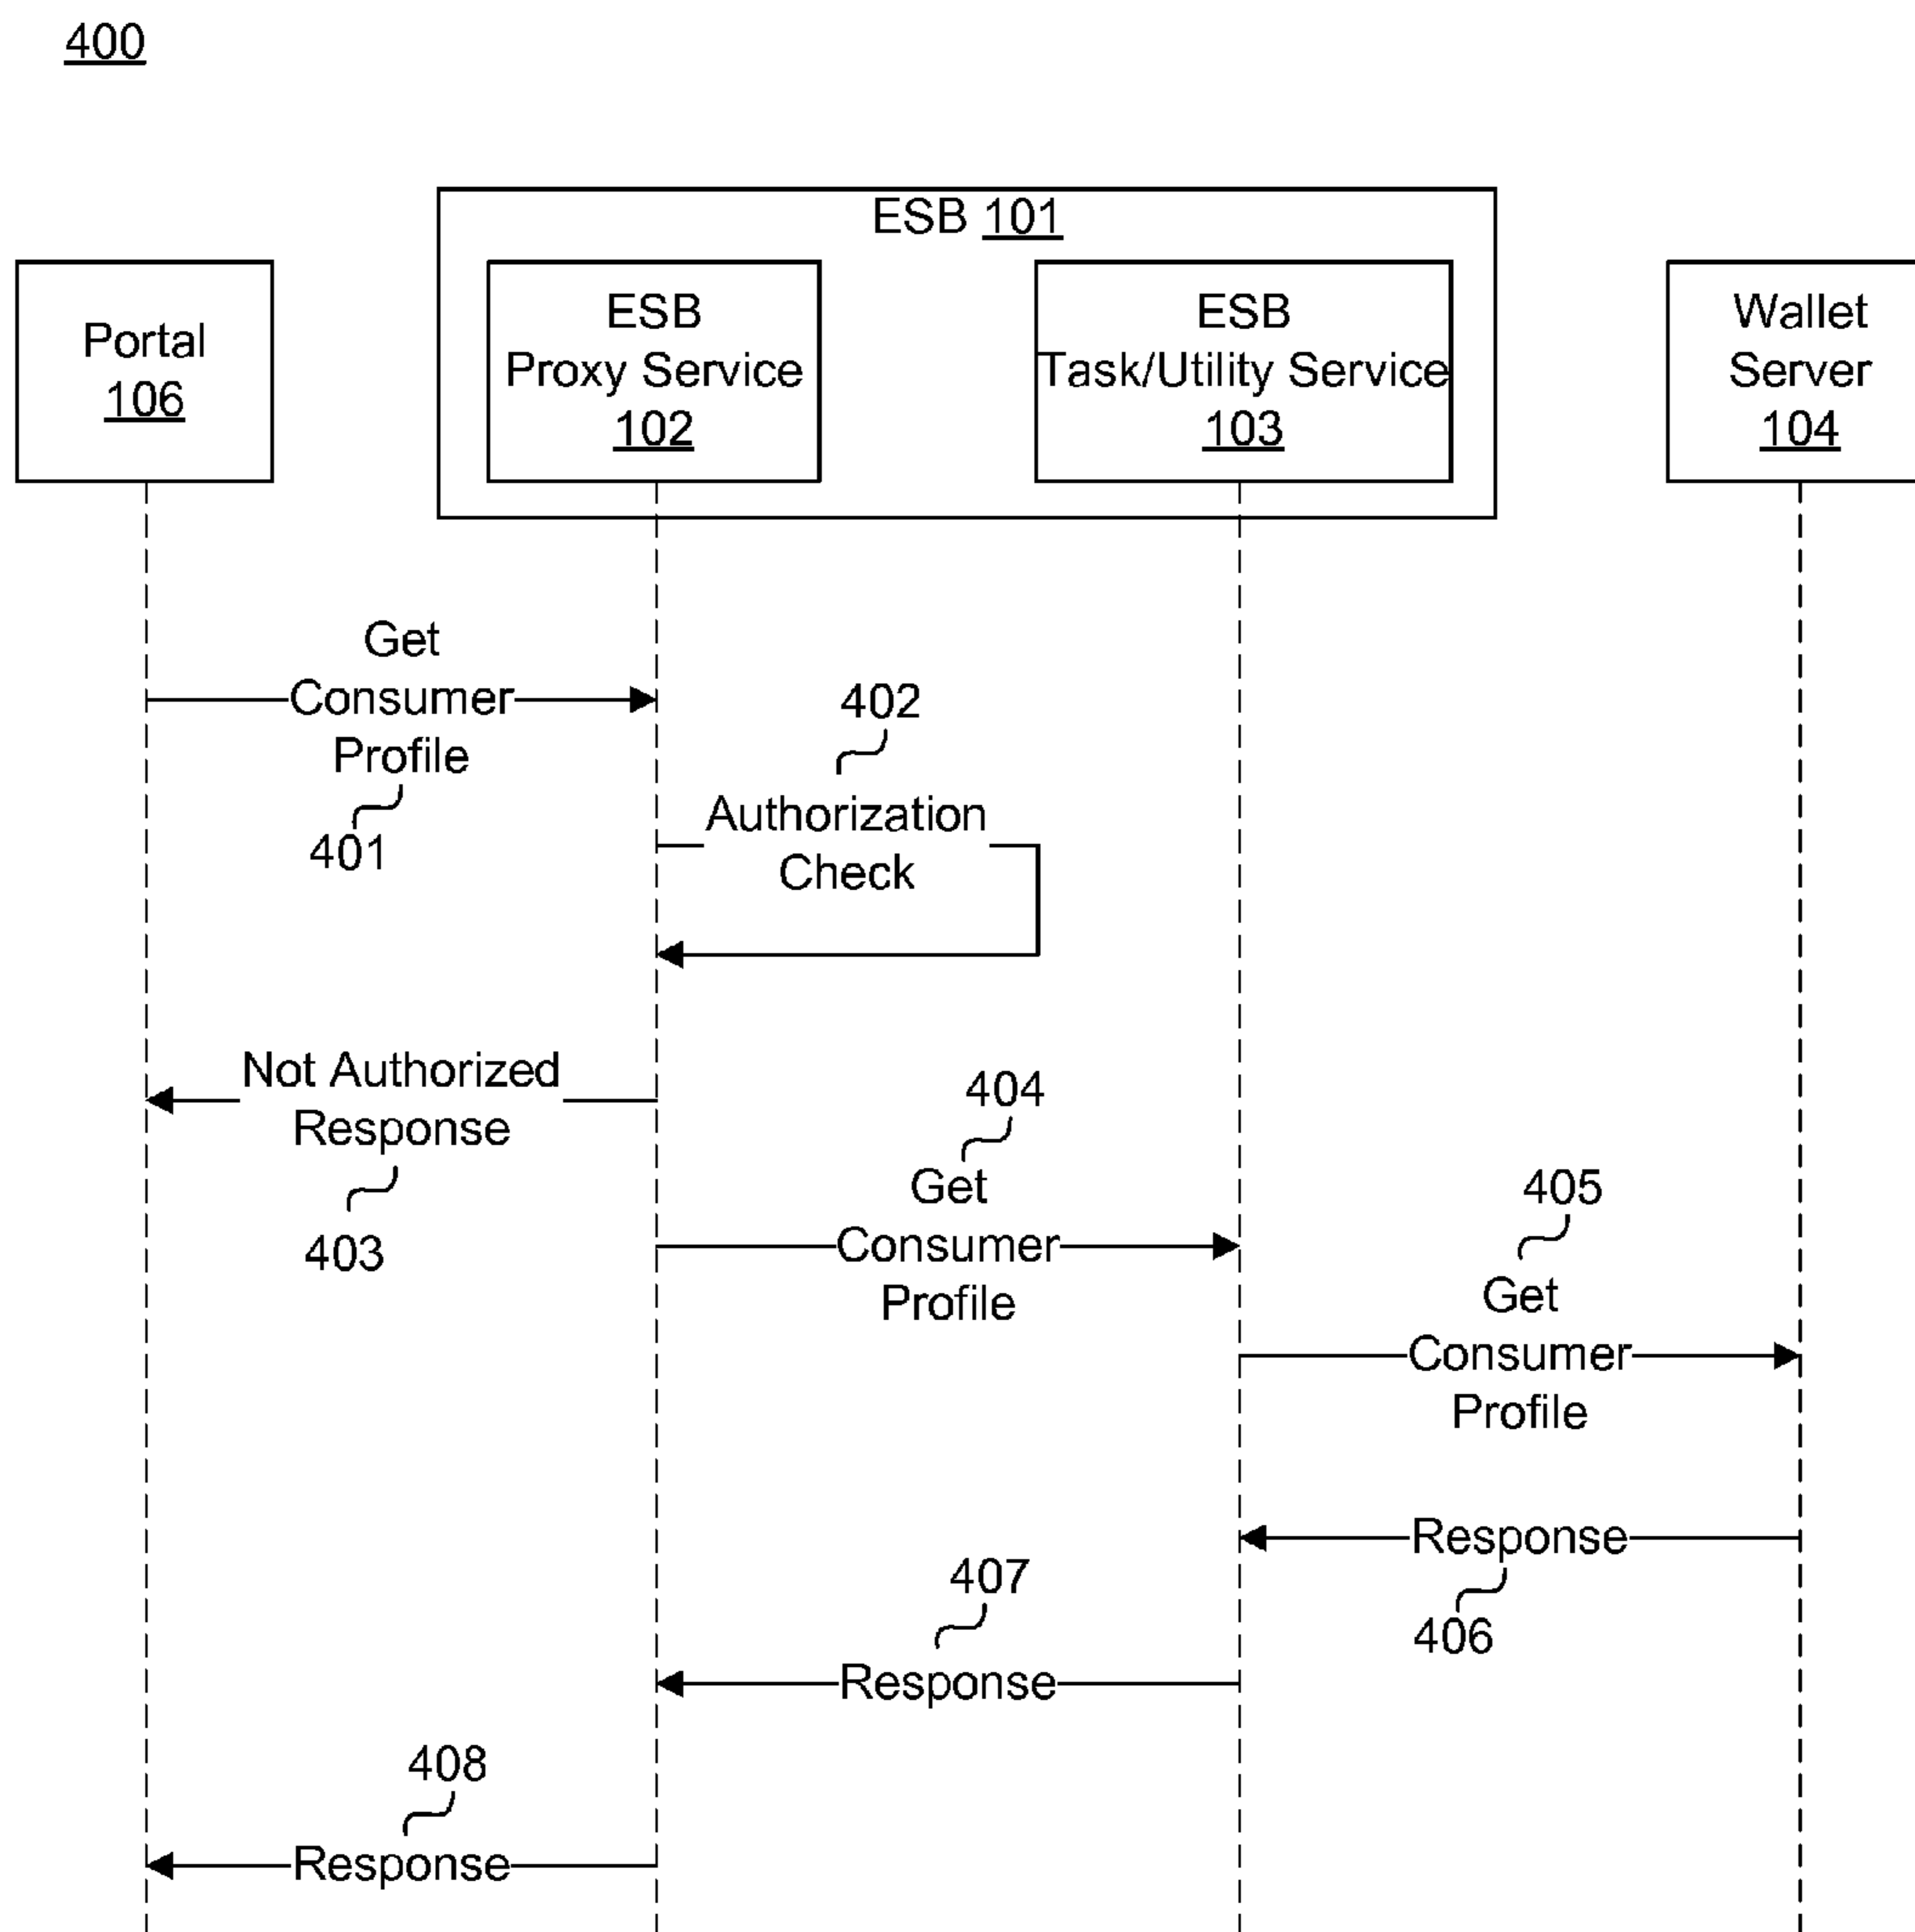 400
ESB 101
Portal
106
ESB
Proxy Service
102
ESB
Task/Utility Service
103
Wallet
Server
104
Get
Consumer
Profile
401
402
Authorization
Check
Not Authorized
Response
403
404
Get
Consumer
Profile
405
Get
Consumer
Profile
Response
406
407
Response
408
Response